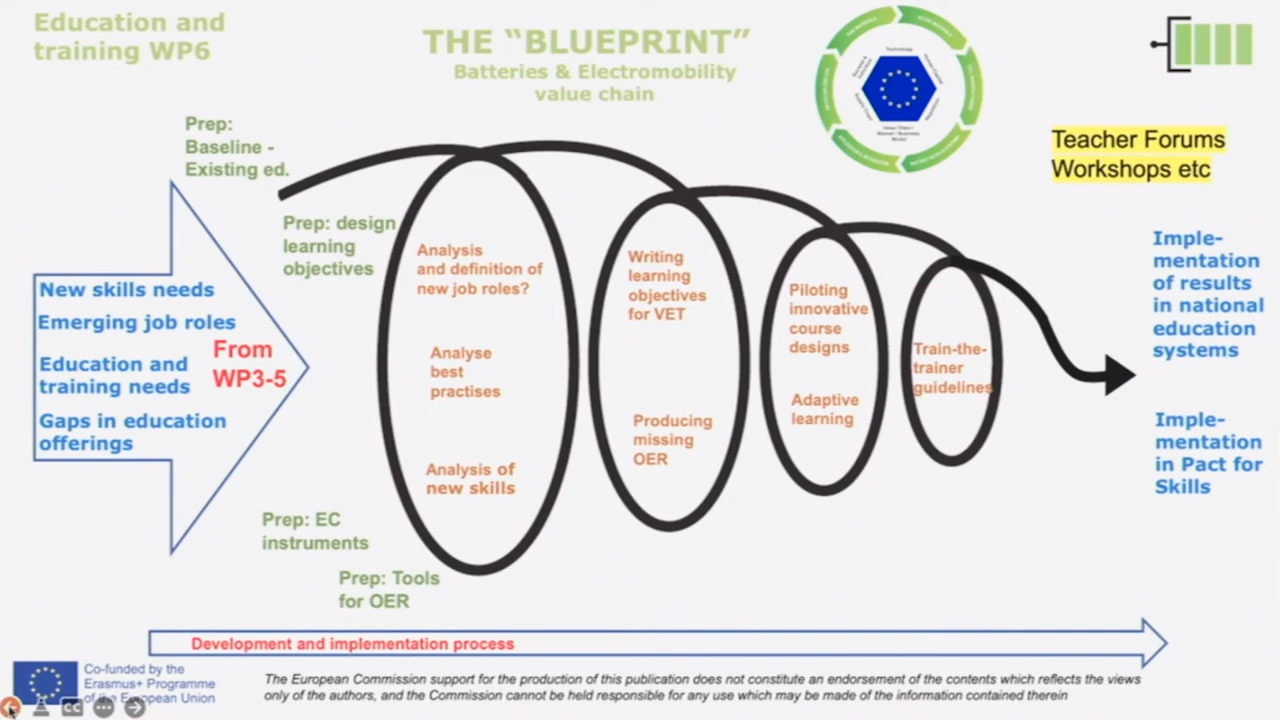 Education and
training WP6
THE “BLUEPRINT”
Batteries & Electromobility
value chain
Technology
Teacher Forums
Workshops etc
Prep:
Baseline -
Existing ed.
Prep: design
learning
objectives
New skills needs
Emerging job roles
Education and
training needs
Gaps in education
offerings
From
WP3-5
Analysis
and definition of
new job roles?
Analyse
best
practises
Analysis of
new skills
Writing
learning
objectives
for VET
Producing
missing
OER
Piloting
innovative
course
designs
Adaptive
learning
Train-the-
trainer
guidelines
Imple-
mentation
of results
in national
education
systems
Imple-
mentation
in Pact for
Skills
Prep: EC
instruments
Prep: Tools
for OER
Development and implementation process
Co-funded by the
Erasmus+ Programme
of the European Union
The European Commission support for the production of this publication does not constitute an endorsement of the contents which reflects the views
only of the authors, and the Commission cannot be held responsible for any use which may be made of the information contained therein
CC